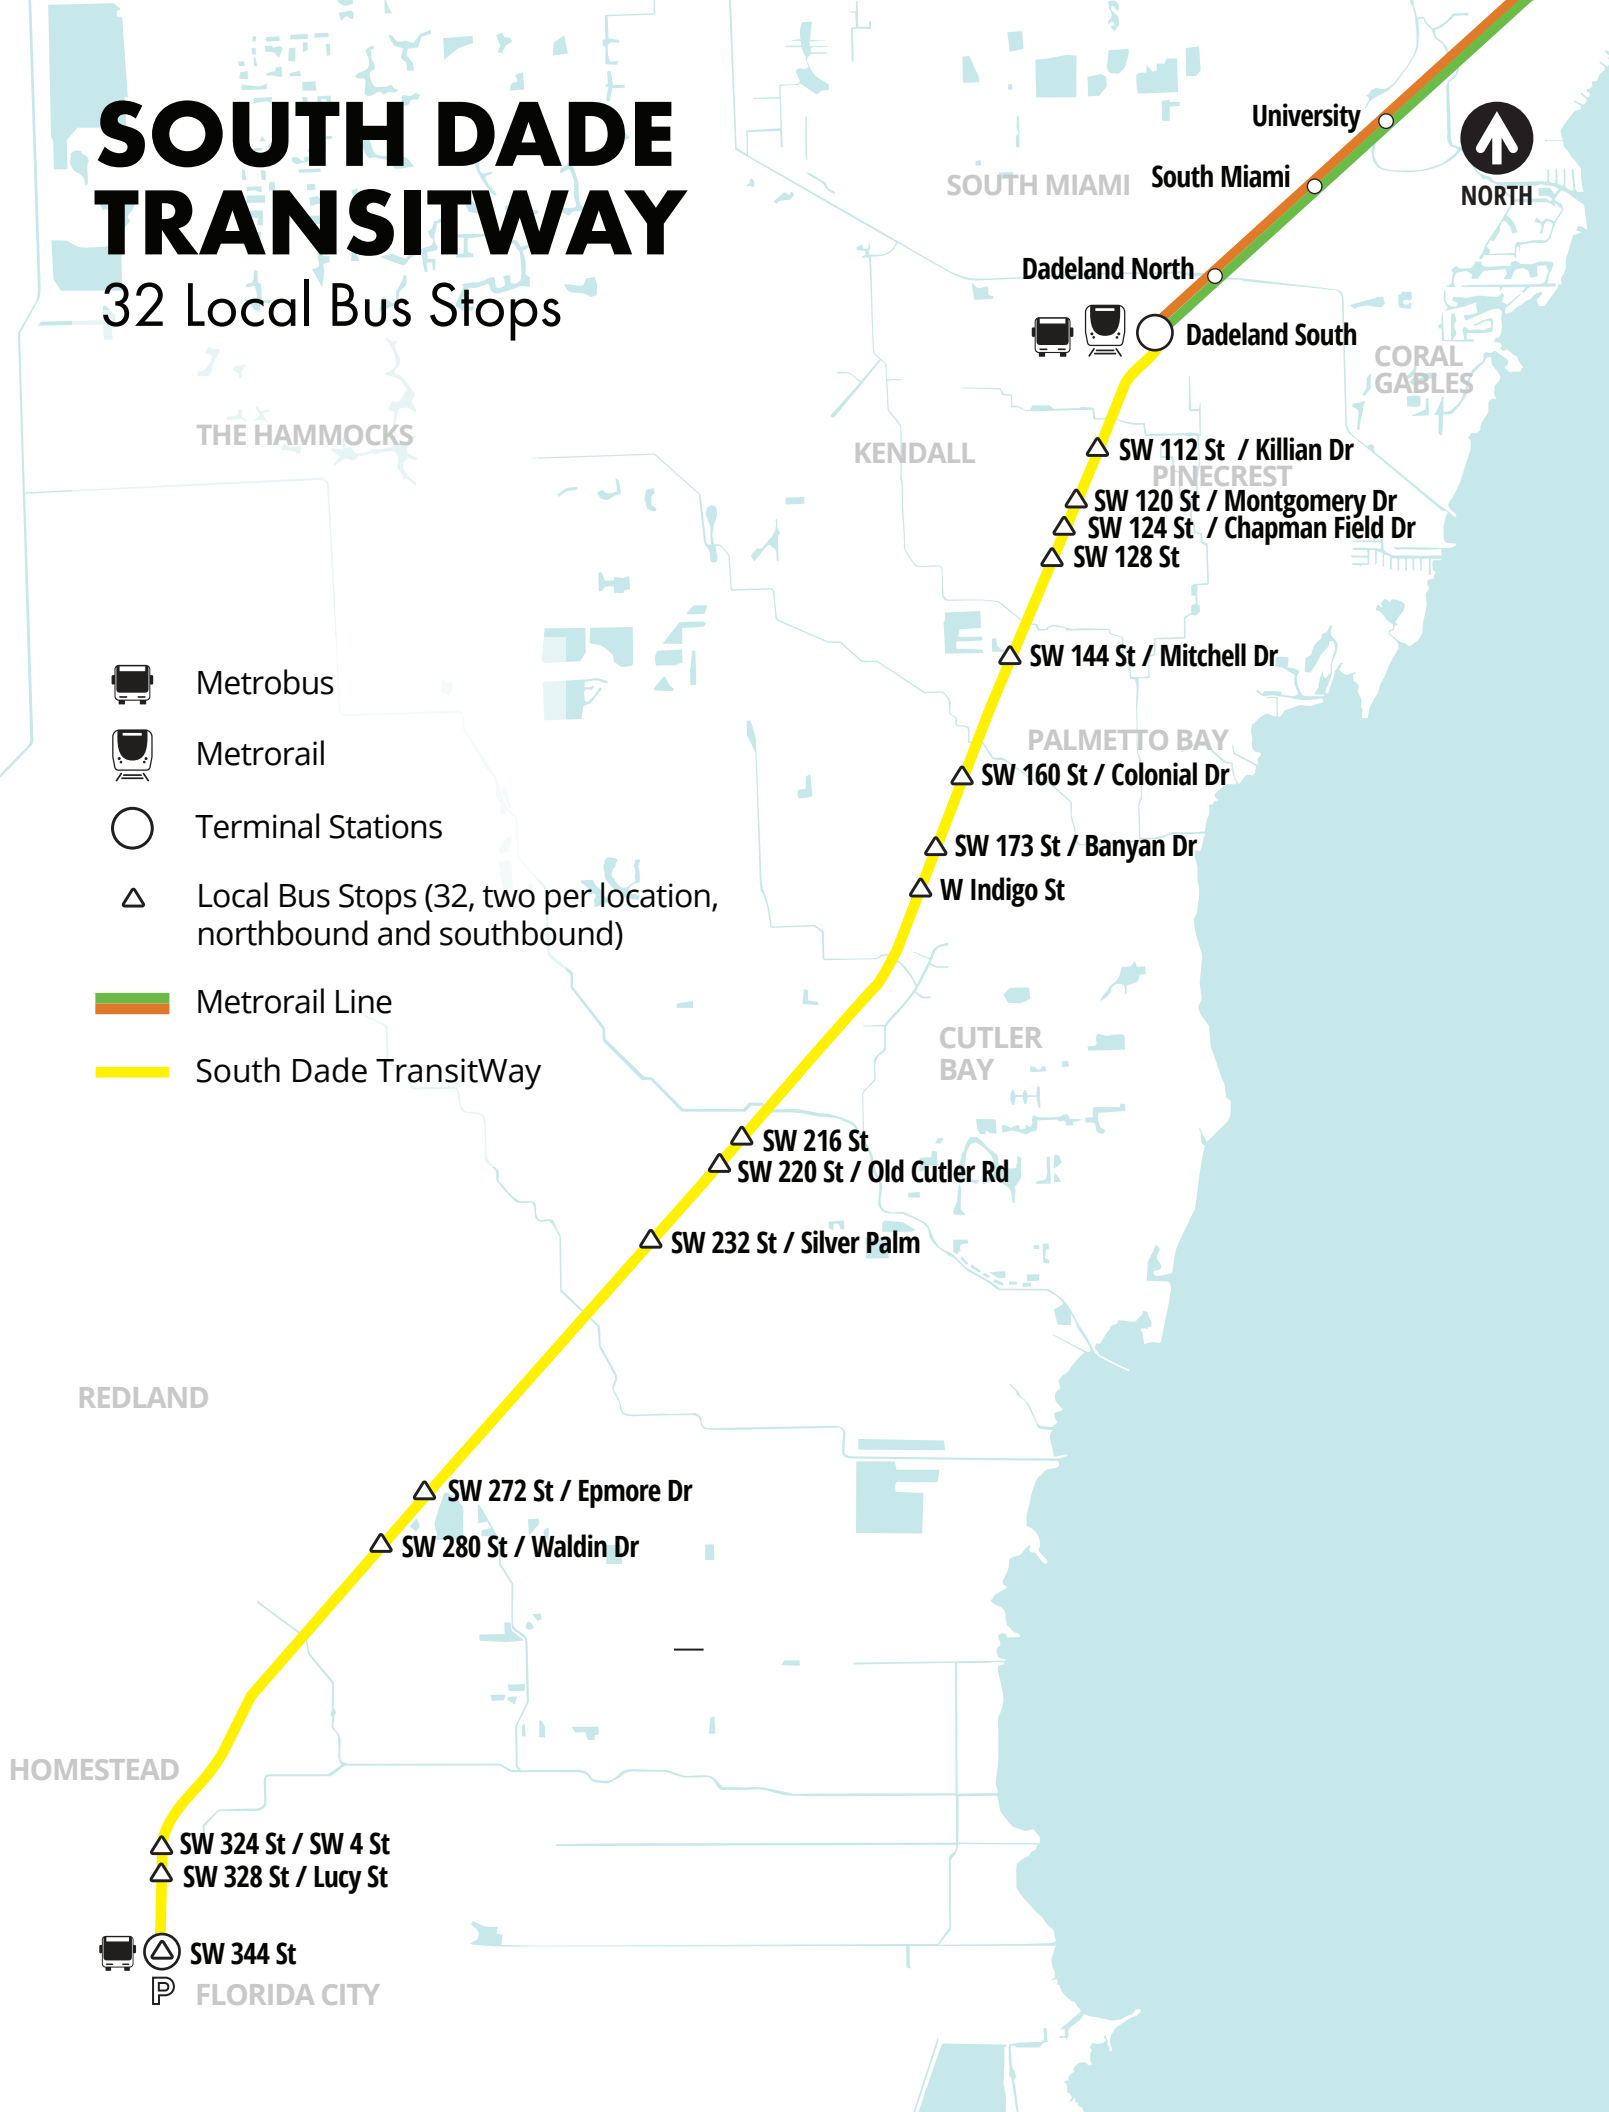 SOUTH DADE
TRANSITWAY
32 Local Bus Stops
University
NORTH
South Miami
SOUTH MIAMI
Dadeland North
Dadeland South
CORAL
GABLES
THE HAMMOCKS
KENDALL
SW 112 St / Killian Dr
PINECREST
SW 120 St / Montgomery Dr
SW 124 St / Chapman Field Dr
SW 128 St
SW 144 St / Mitchell Dr
PALMETTO BAY
SW 160 St / Colonial Dr
SW 173 St / Banyan Dr
W Indigo St
Metrobus
Metrorail
Terminal Stations
Local Bus Stops (32, two per location,
northbound and southbound)
Metrorail Line
South Dade TransitWay
CUTLER
BAY
SW 216 St
SW 220 St / Old Cutler Rd
SW 232 St / Silver Palm
REDLAND
SW 272 St / Epmore Dr
SW 280 St / Waldin Dr
HOMESTEAD
SW 324 St / SW 4 St
SW 328 St / Lucy St
SW 344 St
P
FLORIDA CITY